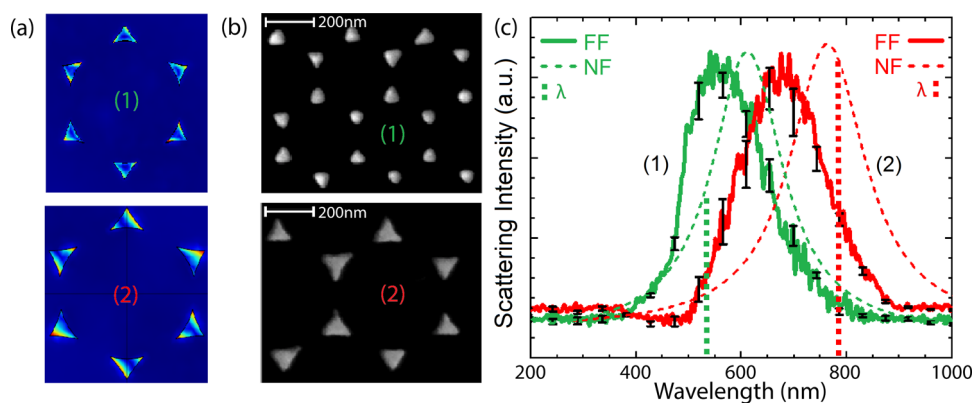 (a)
(1)
(2)
(b)
200nm
(1)
200nm
(2)
(c)
Scattering Intensity (a.u.)
FF
NF
λ
FF
NF
λ
(1)
(2)
200 400 600 800 1000
Wavelength (nm)